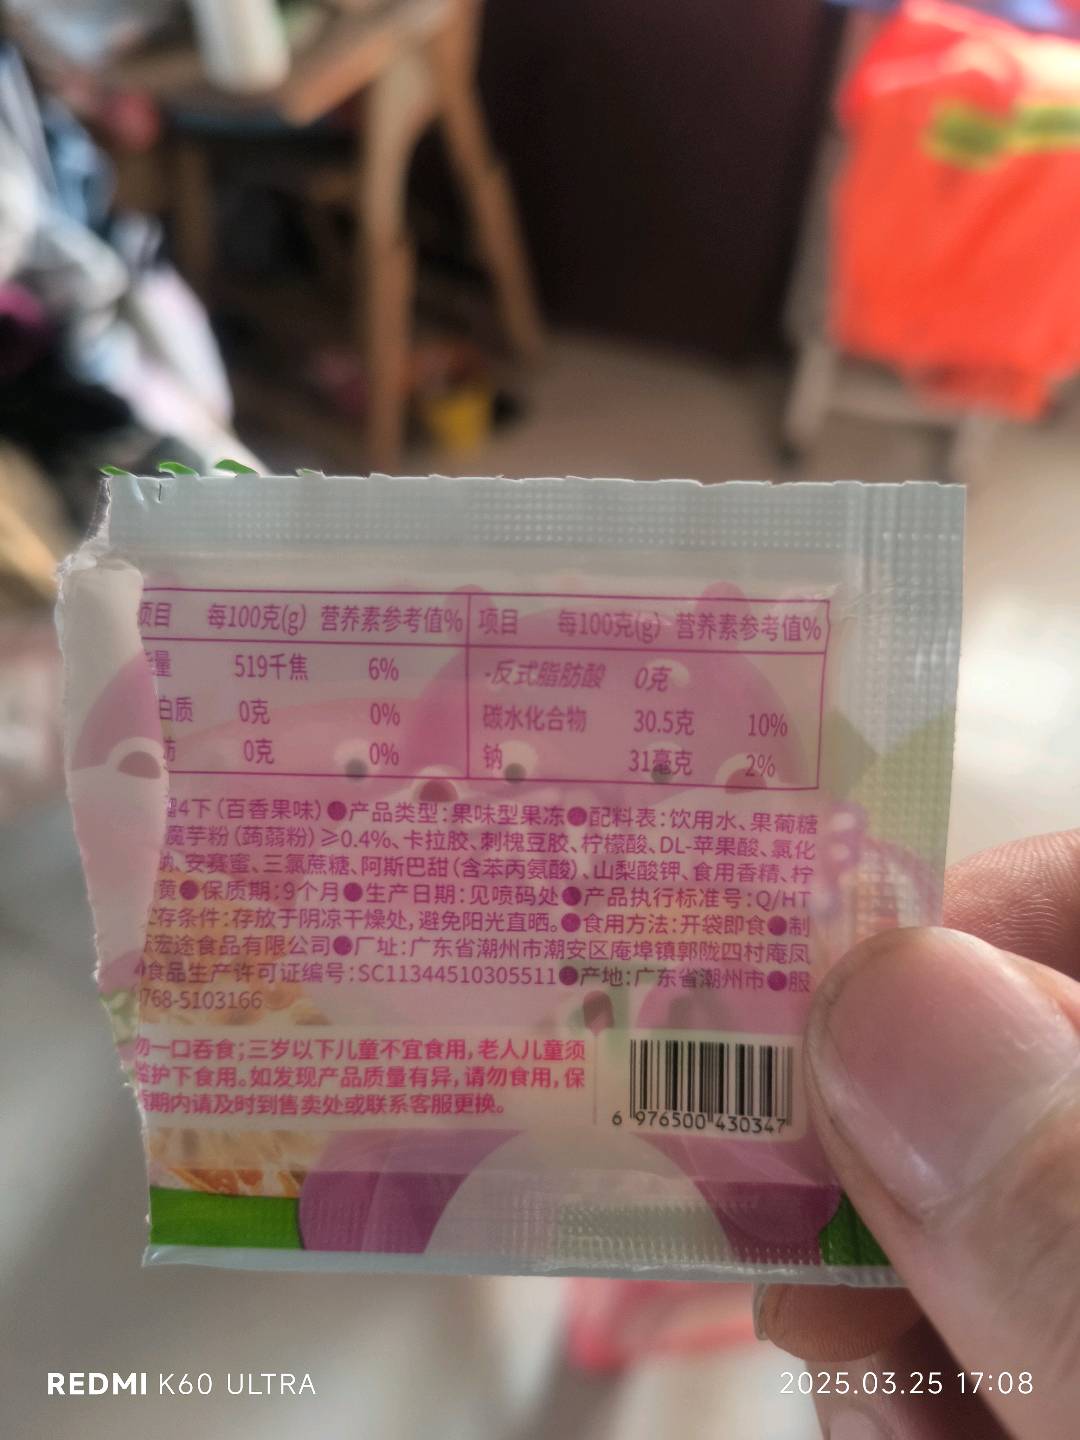 项目 每100克(g) 营养素参考值% 项目 每100克(g) 营养素参考值%
量 519千焦 6% -反式脂肪酸 0克
白质 0克 0% 碳水化合物 30.5克 10%
肪 0克 0% 钠 31毫克 2%
4下(百香果味)●产品类型:果味型果冻●配料表:饮用水、果葡糖
魔芋粉(蒟蒻粉)≥0.4%、卡拉胶、刺槐豆胶、柠檬酸、DL-苹果酸、氯化
、安赛蜜、三氯蔗糖、阿斯巴甜(含苯丙氨酸)、山梨酸钾、食用香精、柠
黄●保质期:9个月●生产日期:见喷码处●产品执行标准号:Q/HT
存条件:存放于阴凉干燥处,避免阳光直晒。●食用方法:开袋即食●制
宏途食品有限公司●厂址:广东省潮州市潮安区庵埠镇郭陇四村庵凤
食品生产许可证编号:SC11344510305511●产地:广东省潮州市●服
768-5103166
勿一口吞食;三岁以下儿童不宜食用,老人儿童须
监护下食用。如发现产品质量有异,请勿食用,保
质期内请及时到售卖处或联系客服更换。
6 976500 430347
REDMI K60 ULTRA
2025.03.25 17:08